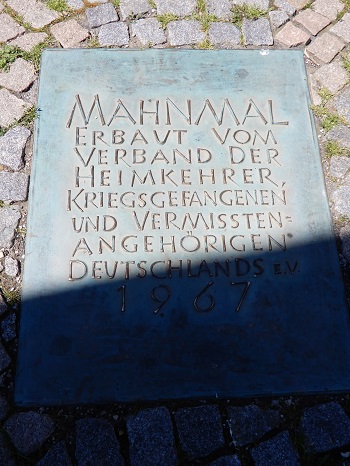 MAHNMAL
ERBAUT VOM
VERBAND DER
HEIMKEHRER,
KRIEGSGEFANGENEN
UND VERMISSTEN=
ANGEHÖRIGEN
DEUTSCHLANDS E.V.
1967